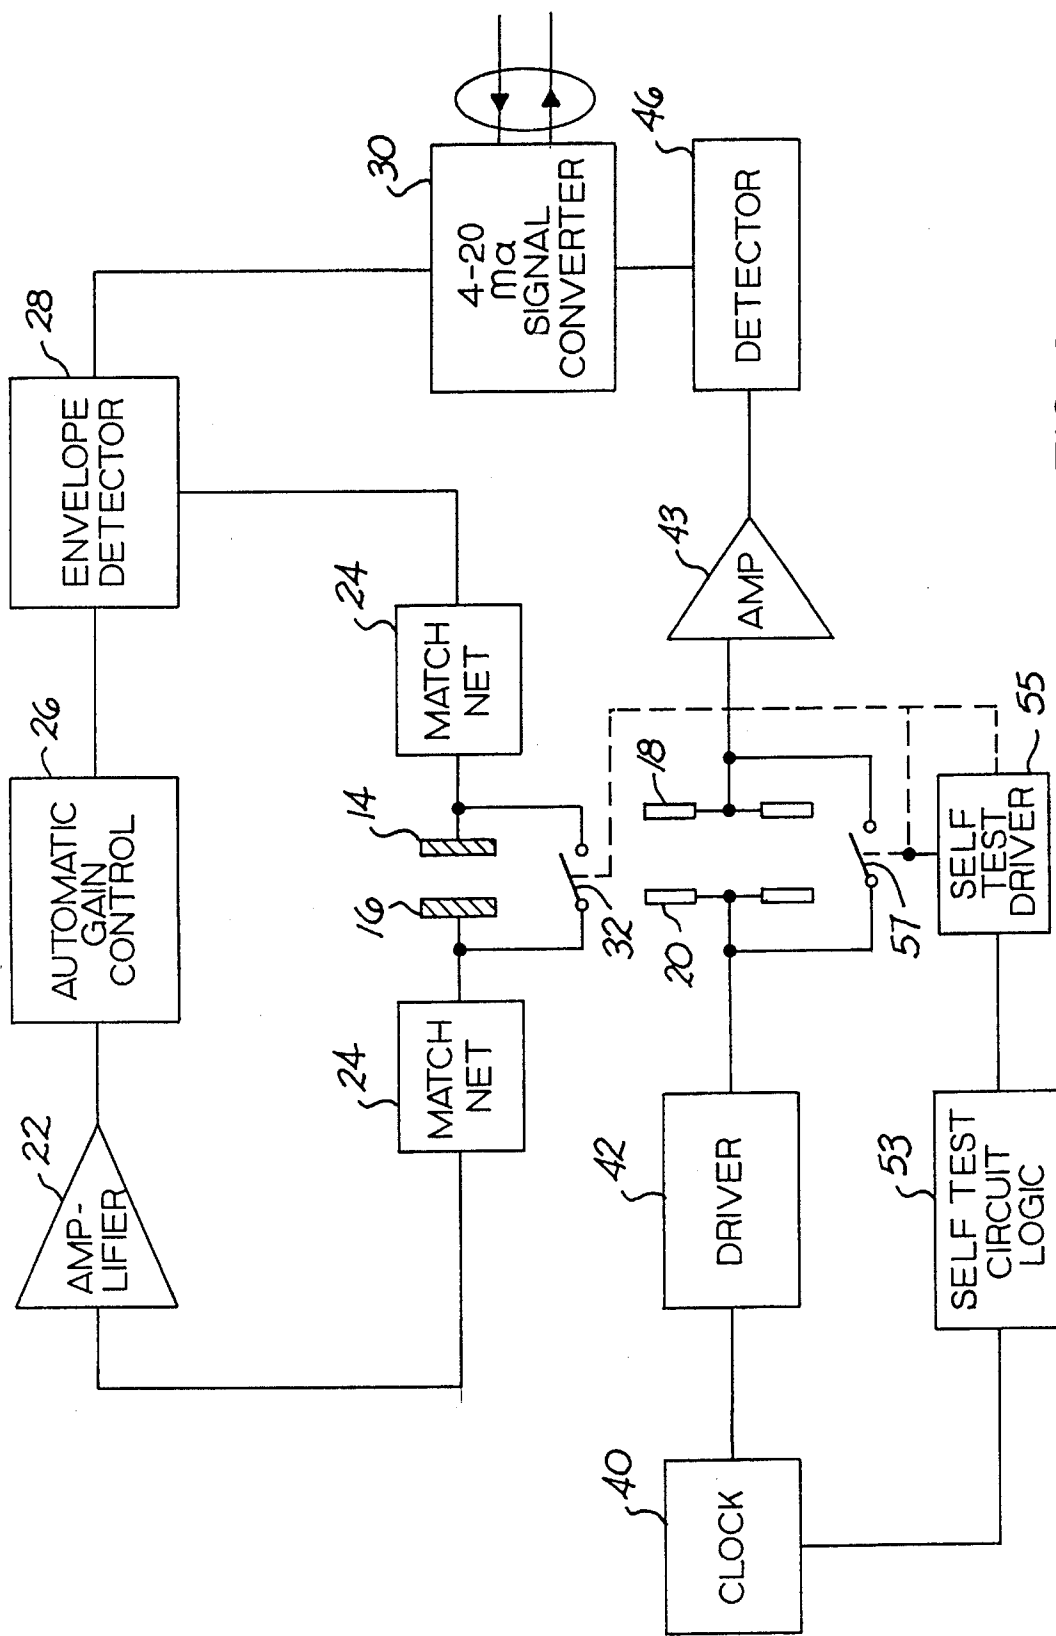 22
AMP-
LIFIER
26
AUTOMATIC
GAIN
CONTROL
28
ENVELOPE
DETECTOR
24
MATCH
NET
16
14
32
24
MATCH
NET
30
4-20
ma
SIGNAL
CONVERTER
40
CLOCK
42
DRIVER
20
18
57
43
AMP
46
DETECTOR
53
SELF TEST
CIRCUIT
LOGIC
55
SELF
TEST
DRIVER